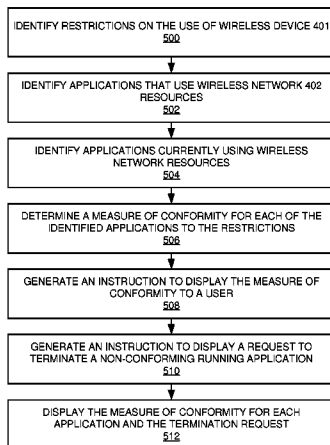 IDENTIFY RESTRICTIONS ON THE USE OF WIRELESS DEVICE 401
500
IDENTIFY APPLICATIONS THAT USE WIRELESS NETWORK 402
RESOURCES
502
IDENTIFY APPLICATIONS CURRENTLY USING WIRELESS
NETWORK RESOURCES
504
DETERMINE A MEASURE OF CONFORMITY FOR EACH OF THE
IDENTIFIED APPLICATIONS TO THE RESTRICTIONS
506
GENERATE AN INSTRUCTION TO DISPLAY THE MEASURE OF
CONFORMITY TO A USER
508
GENERATE AN INSTRUCTION TO DISPLAY A REQUEST TO
TERMINATE A NON-CONFORMING RUNNING APPLICATION
510
DISPLAY THE MEASURE OF CONFORMITY FOR EACH
APPLICATION AND THE TERMINATION REQUEST
512